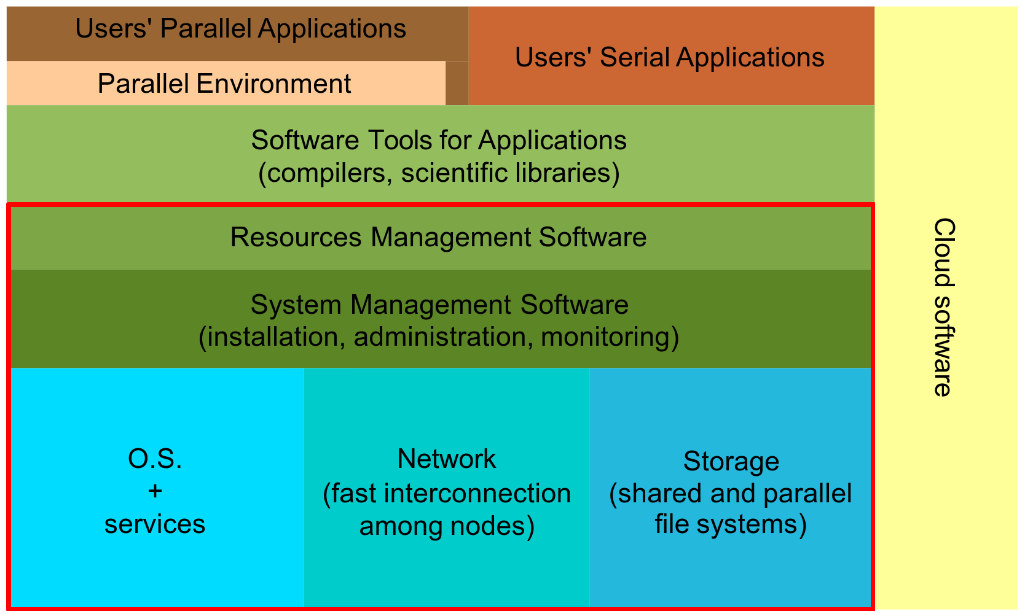 Users' Parallel Applications
Users' Serial Applications
Parallel Environment
Software Tools for Applications
(compilers, scientific libraries)
Resources Management Software
System Management Software
(installation, administration, monitoring)
O.S.
+
services
Network
(fast interconnection
among nodes)
Storage
(shared and parallel
file systems)
Cloud software